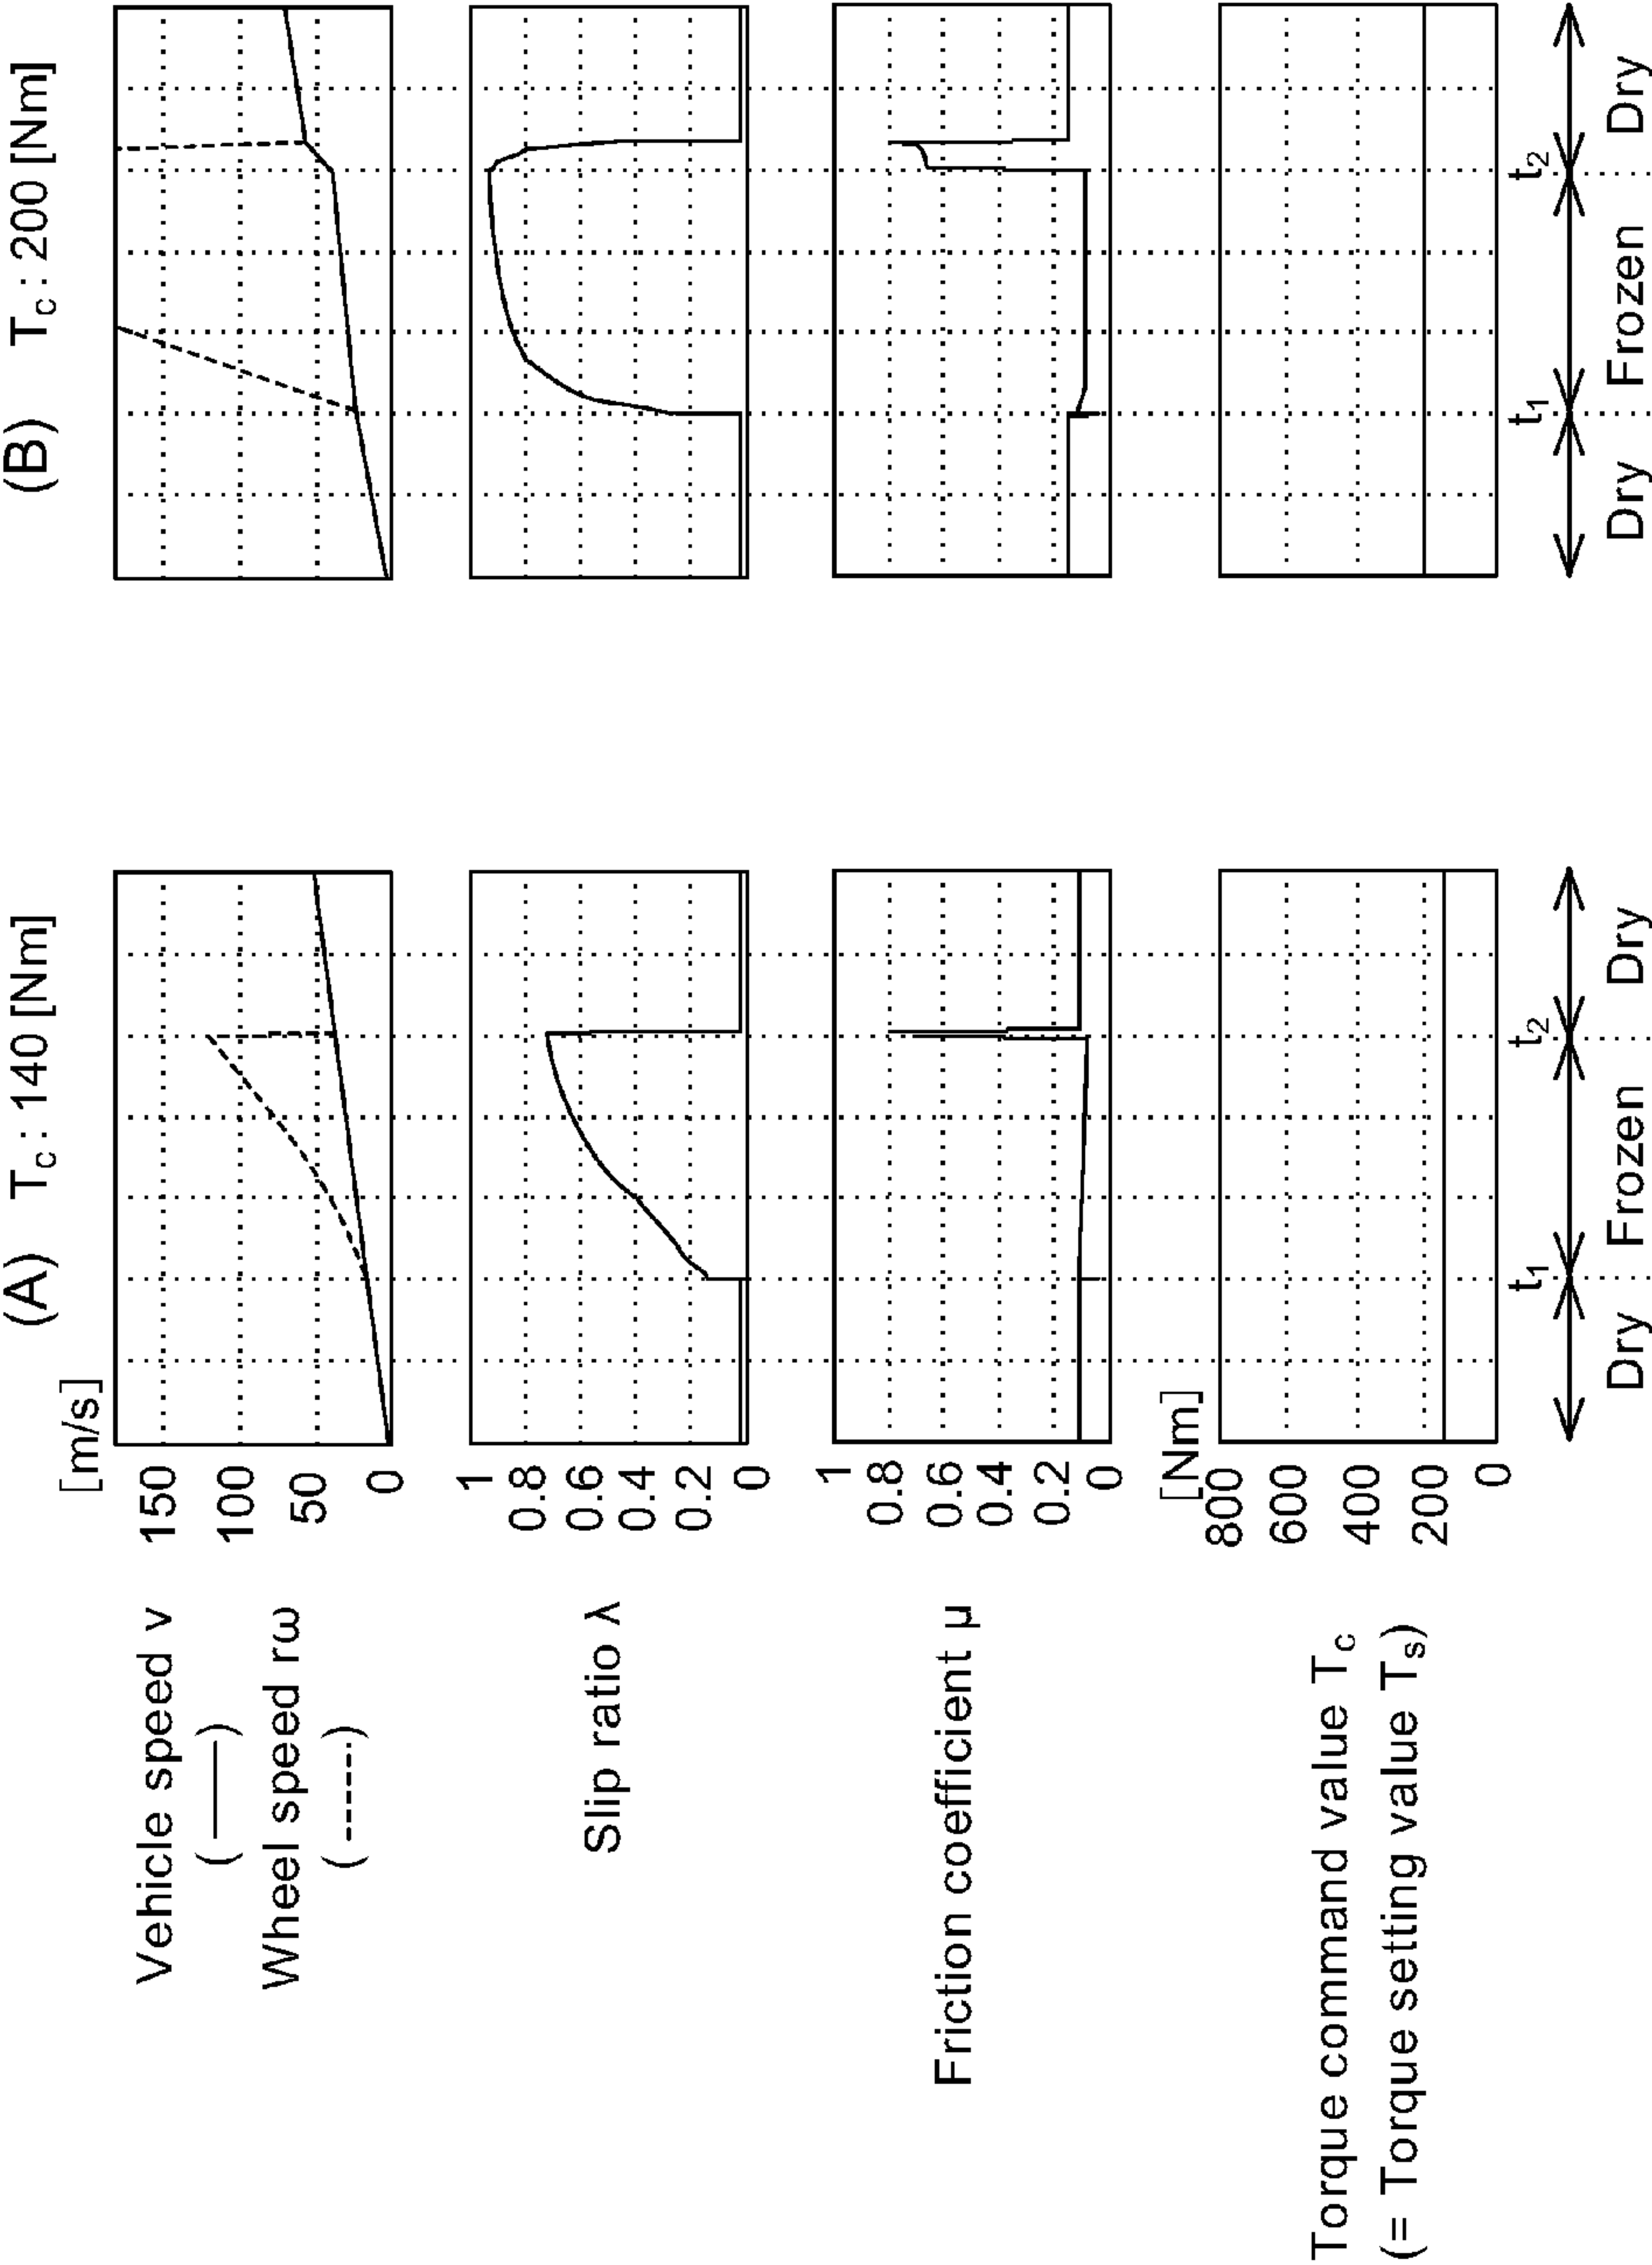 (A) Tc: 140 [Nm]
(B) Tc: 200 [Nm]
[m/s]
Vehicle speed v
( )
Wheel speed rω
( )
150
100
50
0
Slip ratio λ
1
0.8
0.6
0.4
0.2
0
Friction coefficient μ
1
0.8
0.6
0.4
0.2
0
[Nm]
Torque command value Tc
(= Torque setting value Ts)
800
600
400
200
0
t1 t2 t1 t2
Dry Frozen Dry Dry Frozen Dry